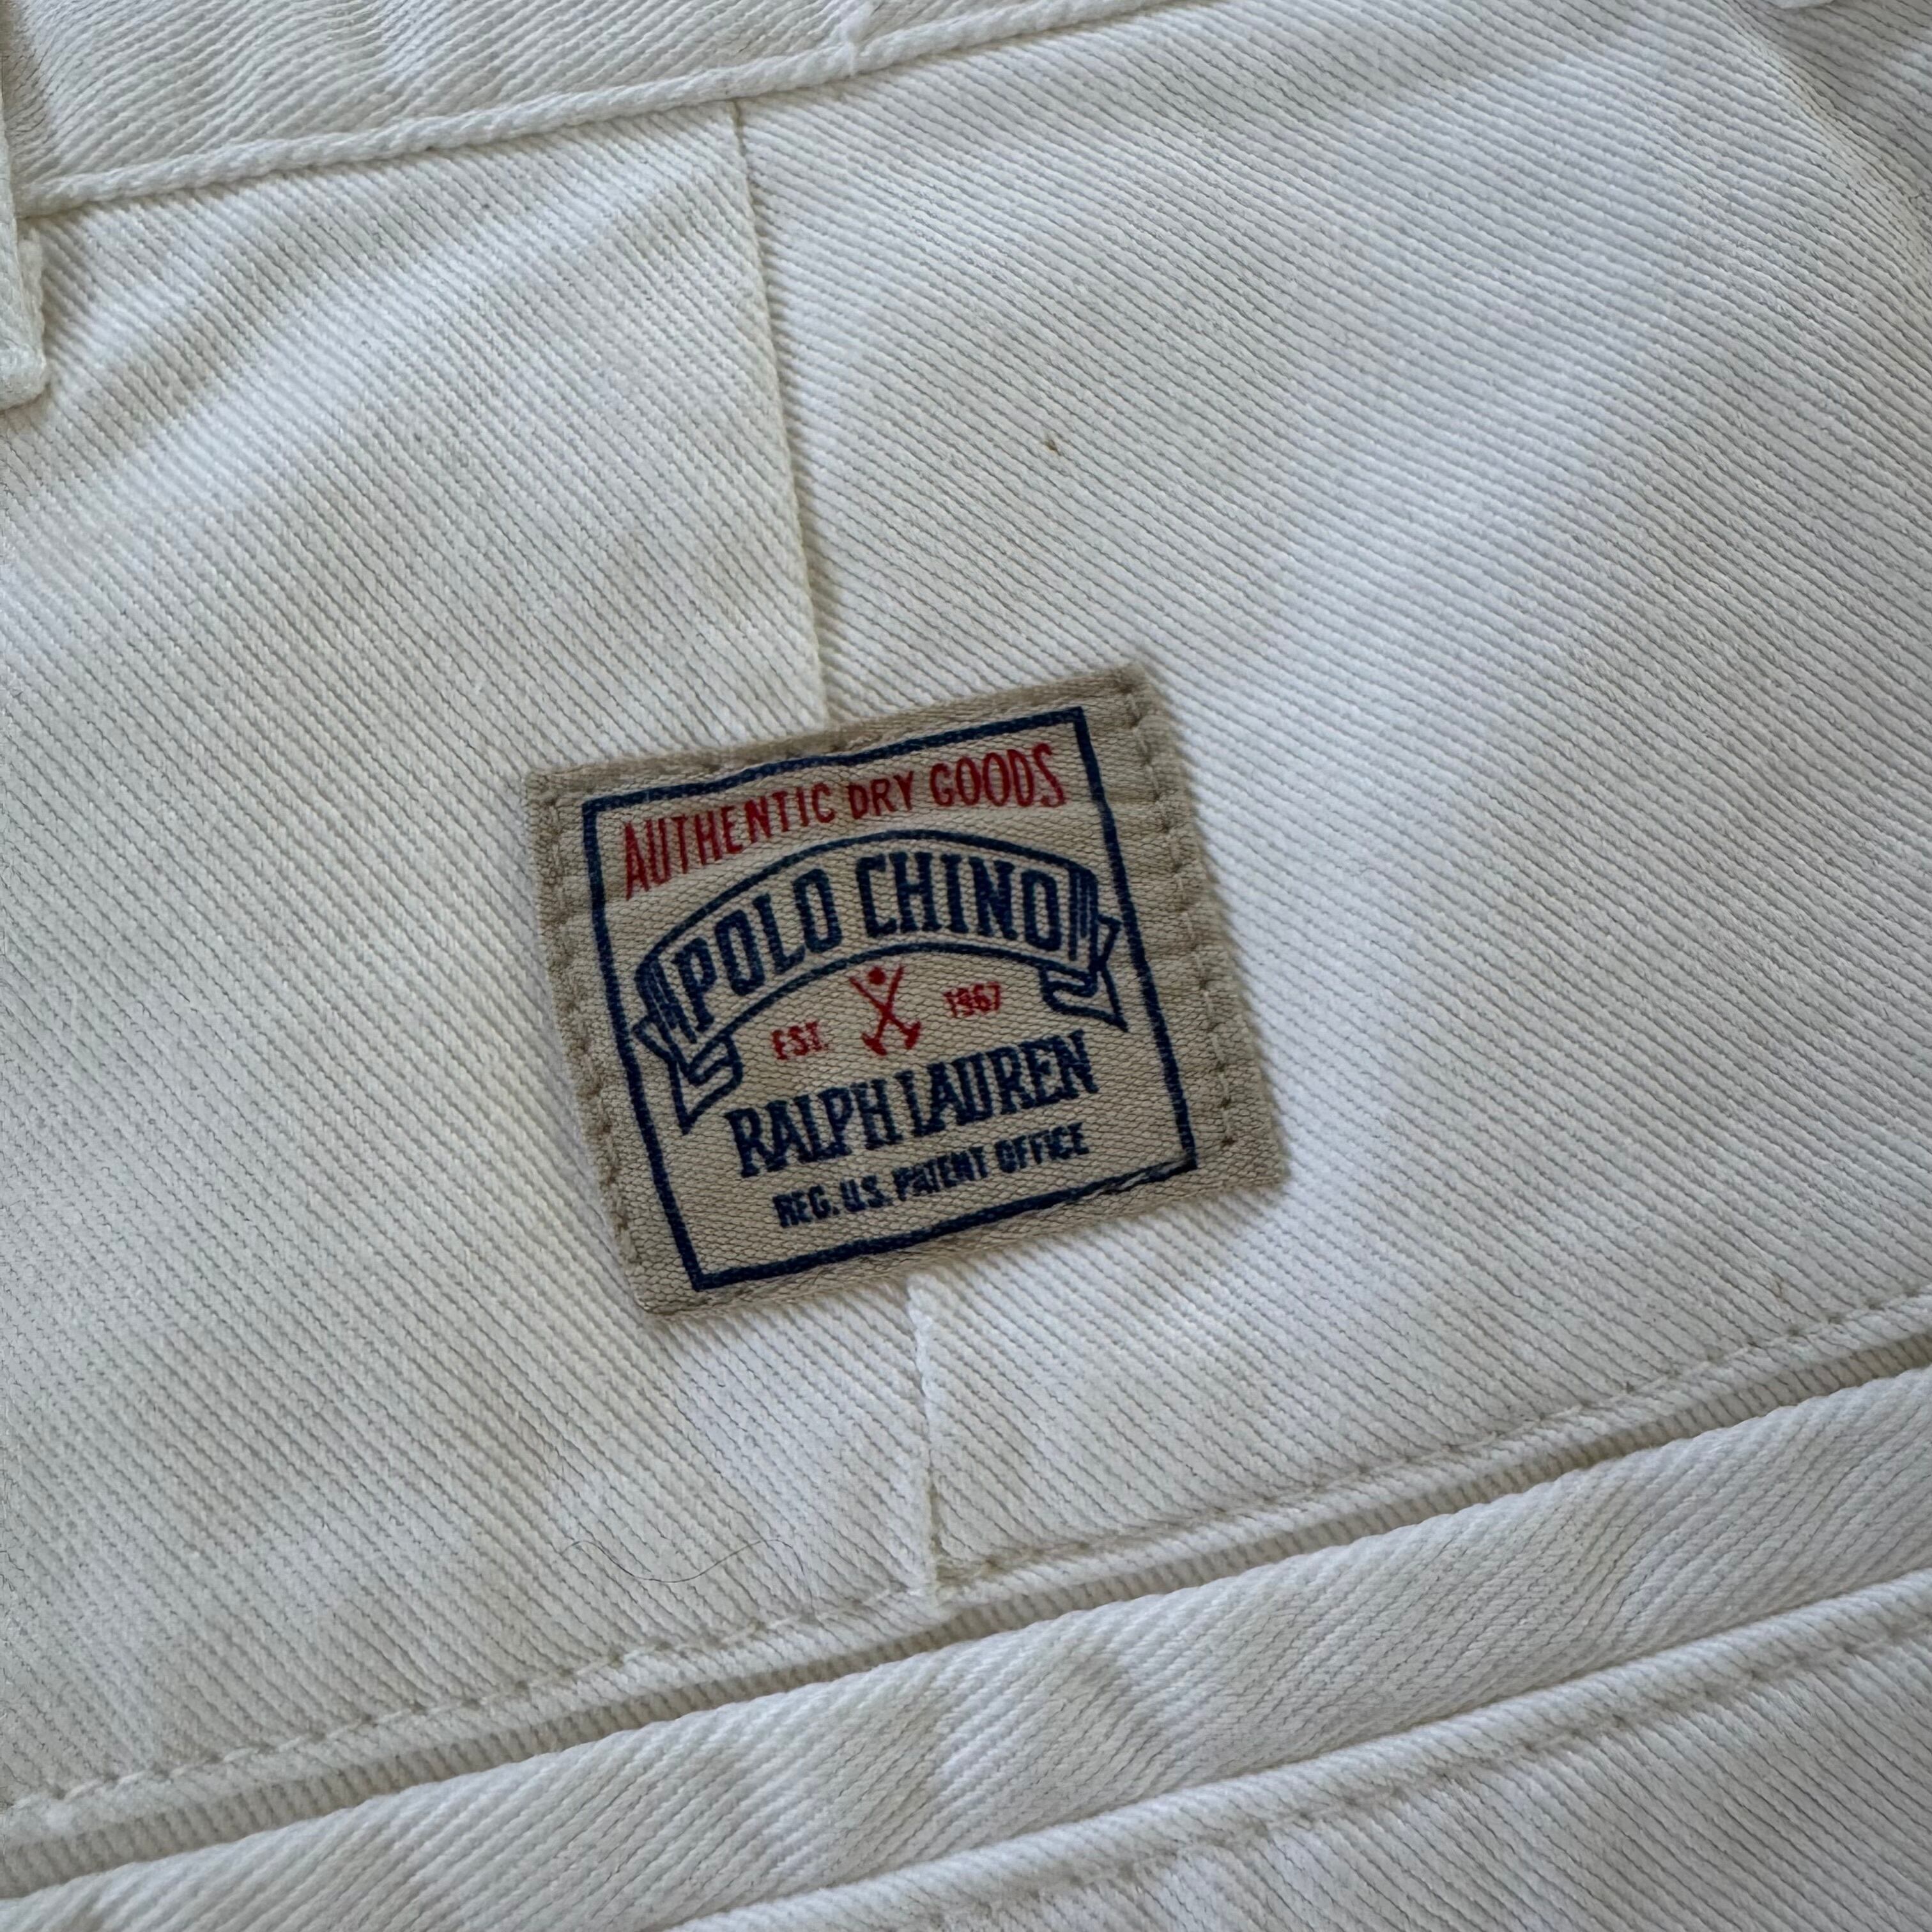 AUTHENTIC DRY GOODS
POLO CHINO
EST. 1967
RALPH LAUREN
REG. U.S. PATENT OFFICE